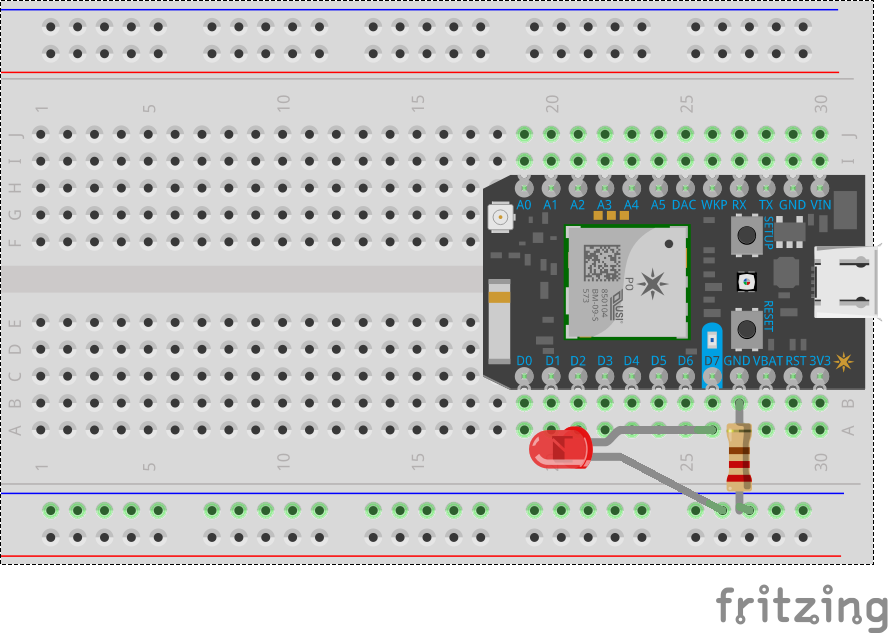 1 5 10 15 20 25 30
J J
I I
H
G
F
A0 A1 A2 A3 A4 A5 DAC WKP RX TX GND VIN
SETUP
P0
RESET
E
D
C
B B
A A
D0 D1 D2 D3 D4 D5 D6 D7 GND VBAT RST 3V3
1 5 10 15 25 30
fritzing